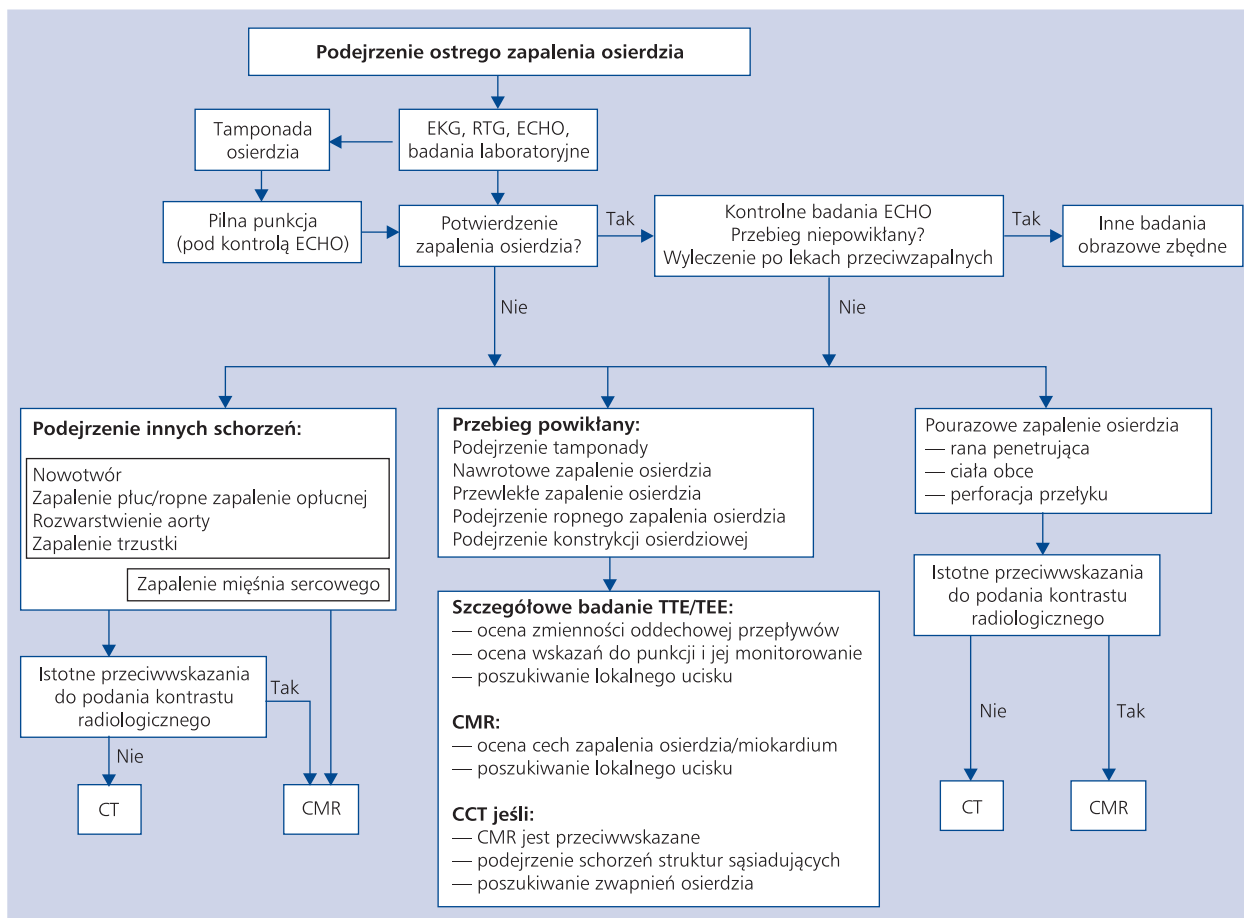 Podejrzenie ostrego zapalenia osierdzia
Tamponada
osierdzia
EKG, RTG, ECHO,
badania laboratoryjne
Pilna punkcja
(pod kontrolą ECHO)
Potwierdzenie
zapalenia osierdzia?
Tak
Kontrolne badania ECHO
Przebieg niepowikłany?
Wyleczenie po lekach przeciwzapalnych
Tak
Inne badania
obrazowe zbędne
Nie
Nie
Podejrzenie innych schorzeń:
Nowotwór
Zapalenie płuc/ropne zapalenie opłucnej
Rozwarstwienie aorty
Zapalenie trzustki
Zapalenie mięśnia sercowego
Istotne przeciwwskazania
do podania kontrastu
radiologicznego
Tak
Nie
CT
CMR
Przebieg powikłany:
Podejrzenie tamponady
Nawrotowe zapalenie osierdzia
Przewlekłe zapalenie osierdzia
Podejrzenie ropnego zapalenia osierdzia
Podejrzenie konstrykcji osierdziowej
Szczegółowe badanie TTE/TEE:
— ocena zmienności oddechowej przepływów
— ocena wskazań do punkcji i jej monitorowanie
— poszukiwanie lokalnego ucisku
CMR:
— ocena cech zapalenia osierdzia/miokardium
— poszukiwanie lokalnego ucisku
CCT jeśli:
— CMR jest przeciwwskazane
— podejrzenie schorzeń struktur sąsiadujących
— poszukiwanie zwapnień osierdzia
Pourazowe zapalenie osierdzia
— rana penetrująca
— ciała obce
— perforacja przełyku
Istotne przeciwwskazania
do podania kontrastu
radiologicznego
Nie
Tak
CT
CMR